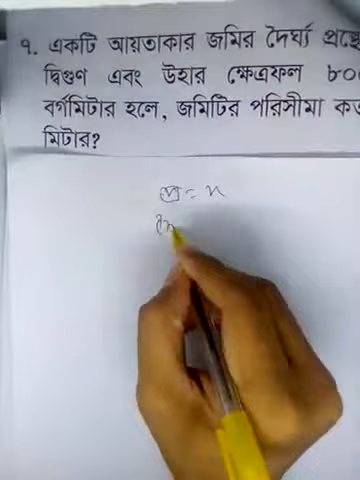 ৭. একটি আয়তাকার জমির দৈর্ঘ্য প্রস্থে
দ্বিগুণ এবং উহার ক্ষেত্রফল ৮০
বর্গমিটার হলে, জমিটির পরিসীমা কত
মিটার?
প্র = x